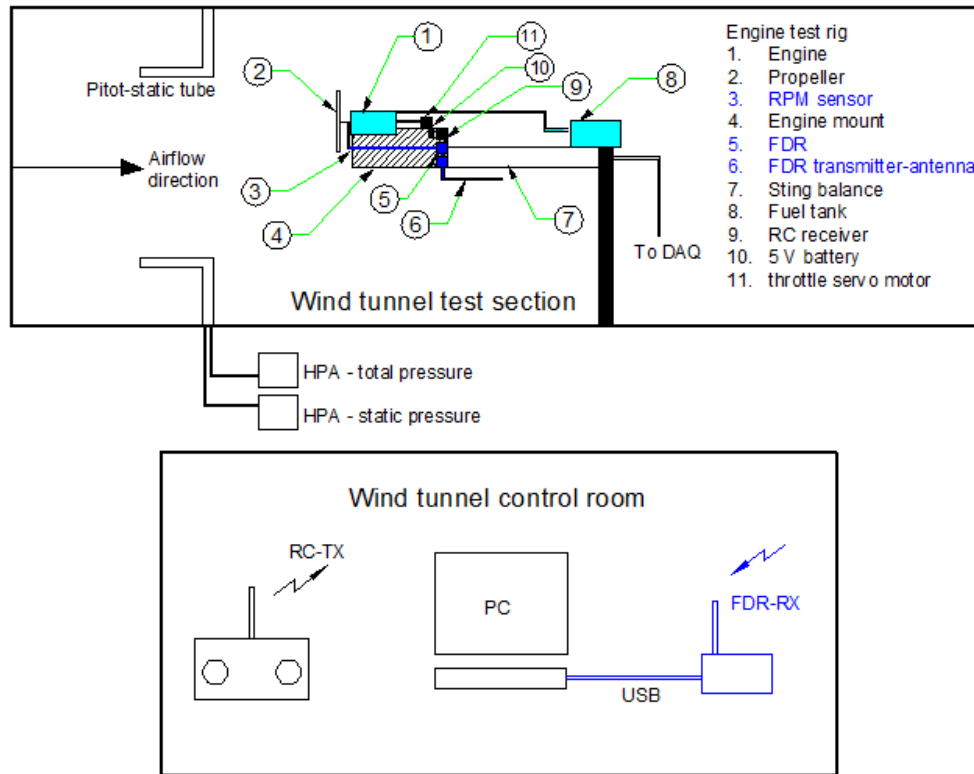 Pitot-static tube
Airflow
direction
1
2
3
4
5
6
7
8
9
10
11
To DAQ
Wind tunnel test section
Engine test rig
1. Engine
2. Propeller
3. RPM sensor
4. Engine mount
5. FDR
6. FDR transmitter-antenna
7. Sting balance
8. Fuel tank
9. RC receiver
10. 5 V battery
11. throttle servo motor
HPA - total pressure
HPA - static pressure
Wind tunnel control room
RC-TX
PC
USB
FDR-RX